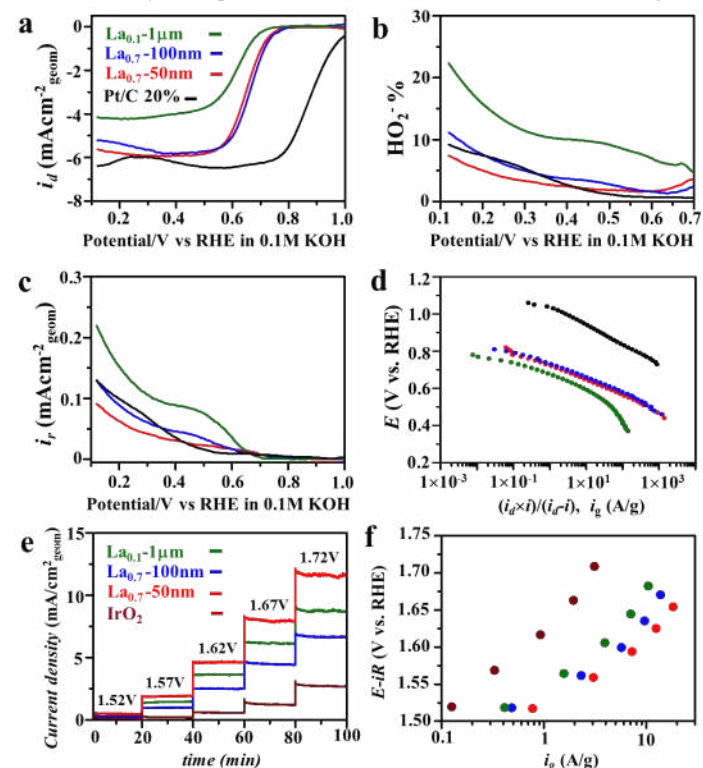 a
i_d (mAcm⁻²geom)
0
-2
-4
-6
-8
La0.1-1μm
La0.7-100nm
La0.7-50nm
Pt/C 20%
0.2 0.4 0.6 0.8 1.0
Potential/V vs RHE in 0.1M KOH
b
HO2⁻ %
30
20
10
0
0.1 0.2 0.3 0.4 0.5 0.6 0.7
Potential/V vs RHE in 0.1M KOH
c
i_r (mAcm⁻²geom)
0.3
0.2
0.1
0
0.2 0.4 0.6 0.8 1.0
Potential/V vs RHE in 0.1M KOH
d
E (V vs. RHE)
1.2
1.0
0.8
0.6
0.4
0.2
1×10⁻³ 1×10⁻¹ 1×10¹ 1×10³
(i_d×i)/(i_d-i), i_g (A/g)
e
Current density (mA/cm²geom)
15
10
5
0
La0.1-1μm
La0.7-100nm
La0.7-50nm
IrO2
1.52V
1.57V
1.62V
1.67V
1.72V
0 20 40 60 80 100
time (min)
f
E-iR (V vs. RHE)
1.75
1.70
1.65
1.60
1.55
1.50
0.1 1 10
i_g (A/g)